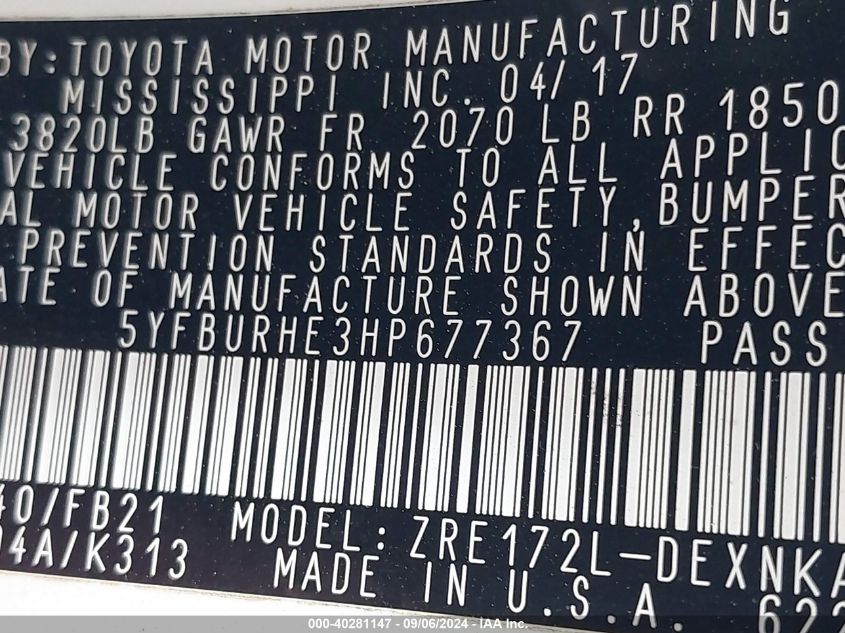 BY: TOYOTA MOTOR MANUFACTURING
MISSISSIPPI INC. 04/17
3820LB GAWR FR 2070 LB RR 1850
VEHICLE CONFORMS TO ALL APPLIC
AL MOTOR VEHICLE SAFETY, BUMPER
PREVENTION STANDARDS IN EFFEC
ATE OF MANUFACTURE SHOWN ABOVE
5YFBURHE3HP677367 PASS
40/FB21 MODEL: ZRE172L-DEXNKA
04A/K313 MADE IN U.S.A. 622
000-40281147 - 09/06/2024 - IAA Inc.